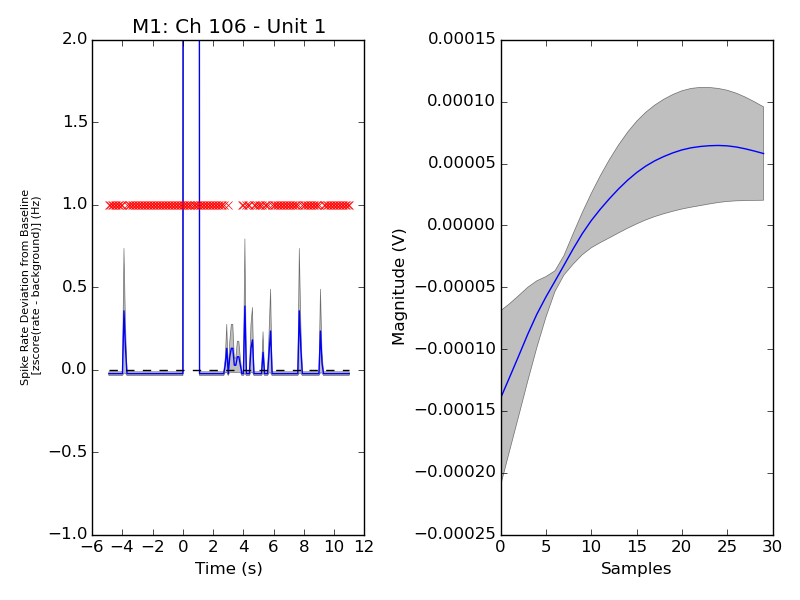 M1: Ch 106 - Unit 1
2.0
1.5
1.0
0.5
0.0
−0.5
−1.0
−6 −4 −2 0 2 4 6 8 10 12
Time (s)
Spike Rate Deviation from Baseline
[zscore(rate - background)] (Hz)
0.00015
0.00010
0.00005
0.00000
−0.00005
−0.00010
−0.00015
−0.00020
−0.00025
0 5 10 15 20 25 30
Samples
Magnitude (V)